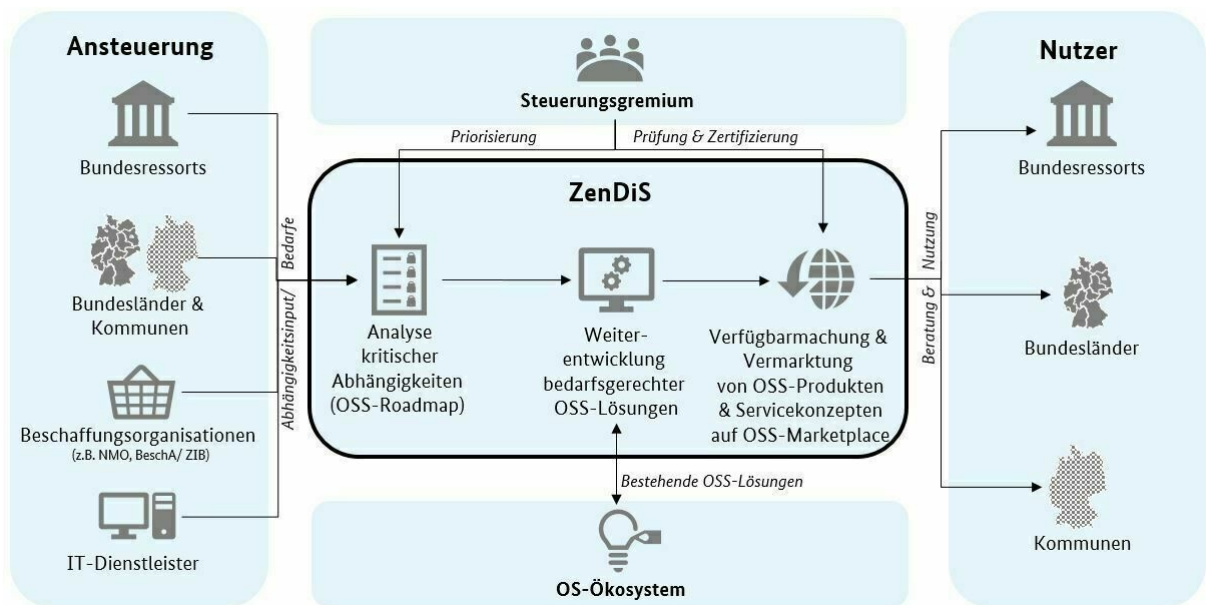 Ansteuerung
Bundesressorts
Bundesländer &
Kommunen
Beschaffungsorganisationen
(z.B. NMO, BeschA/ ZIB)
IT-Dienstleister
Abhängigkeitsinput/ Bedarfe
Steuerungsgremium
Priorisierung
Prüfung & Zertifizierung
ZenDiS
Analyse
kritischer
Abhängigkeiten
(OSS-Roadmap)
Weiter-
entwicklung
bedarfsgerechter
OSS-Lösungen
Verfügbarmachung &
Vermarktung
von OSS-Produkten
& Servicekonzepten
auf OSS-Marketplace
Bestehende OSS-Lösungen
OS-Ökosystem
Beratung & Nutzung
Nutzer
Bundesressorts
Bundesländer
Kommunen